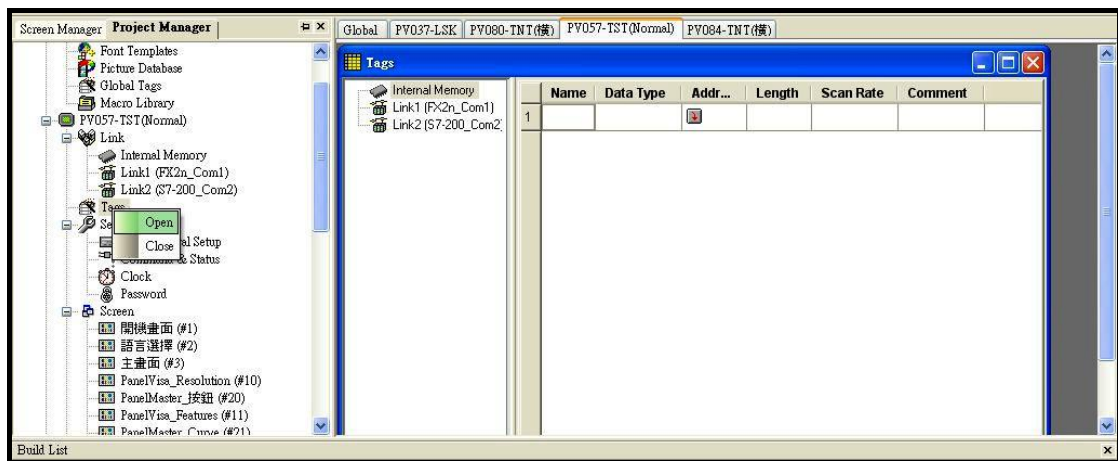 Screen Manager Project Manager
Font Templates
Picture Database
Global Tags
Macro Library
PV057-TST(Normal)
Link
Internal Memory
Link1 (FX2n_Com1)
Link2 (S7-200_Com2)
Tags
Open
Close
Clock
Password
Screen
開機畫面 (#1)
語言選擇 (#2)
主畫面 (#3)
PanelVisa_Resolution (#10)
PanelMaster_按鈕 (#20)
PanelVisa_Features (#11)
PanelMaster_Curve (#21)
Global PV037-LSK PV080-TNT(橫) PV057-TST(Normal) PV084-TNT(橫)
Tags
Internal Memory
Link1 (FX2n_Com1)
Link2 (S7-200_Com2
Name Data Type Addr... Length Scan Rate Comment
1
Build List